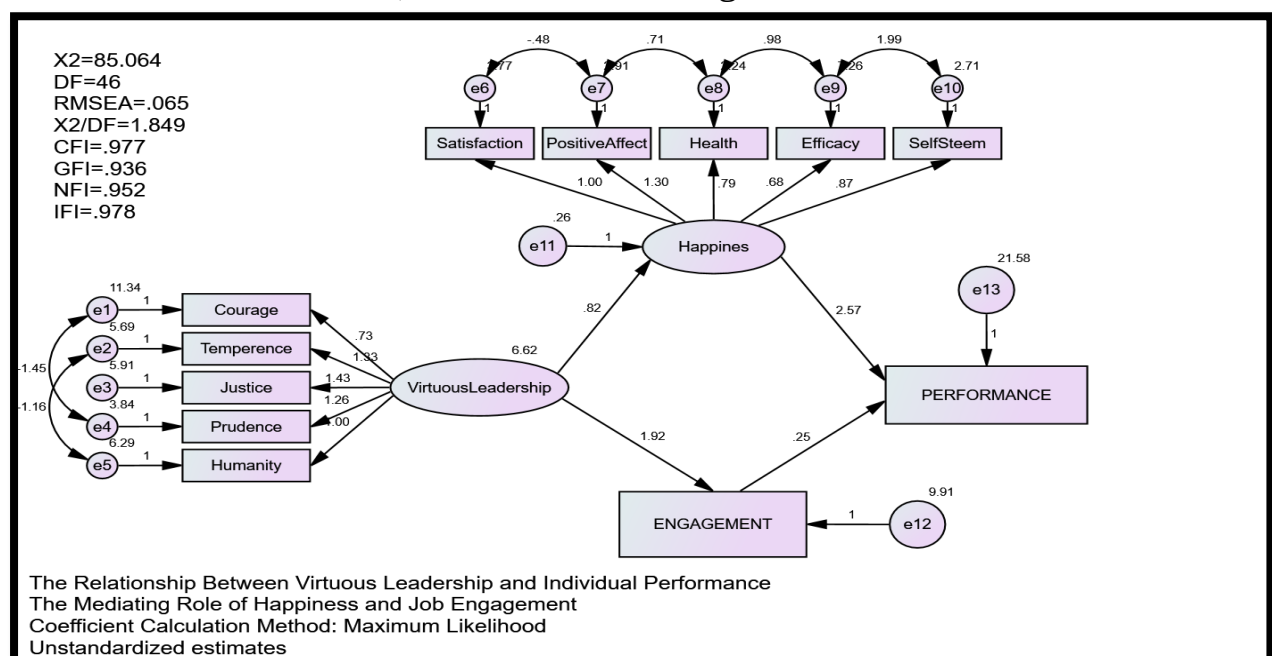 X2=85.064
DF=46
RMSEA=.065
X2/DF=1.849
CFI=.977
GFI=.936
NFI=.952
IFI=.978
-.48 .71 .98 1.99
2.71
e6 e7 e8 e9 e10
1 1 1 1 1
Satisfaction PositiveAffect Health Efficacy SelfSteem
1.00 1.30 .79 .68 .87
.26
e11 1 Happines
21.58
e13
1
2.57
.82
11.34
e1 1 Courage
5.69
e2 1 Temperence
5.91
e3 1 Justice
3.84
e4 1 Prudence
6.29
e5 1 Humanity
.73
1.33
1.43
1.26
6.62
VirtuousLeadership
PERFORMANCE
1.92
.25
9.91
ENGAGEMENT 1 e12
The Relationship Between Virtuous Leadership and Individual Performance
The Mediating Role of Happiness and Job Engagement
Coefficient Calculation Method: Maximum Likelihood
Unstandardized estimates